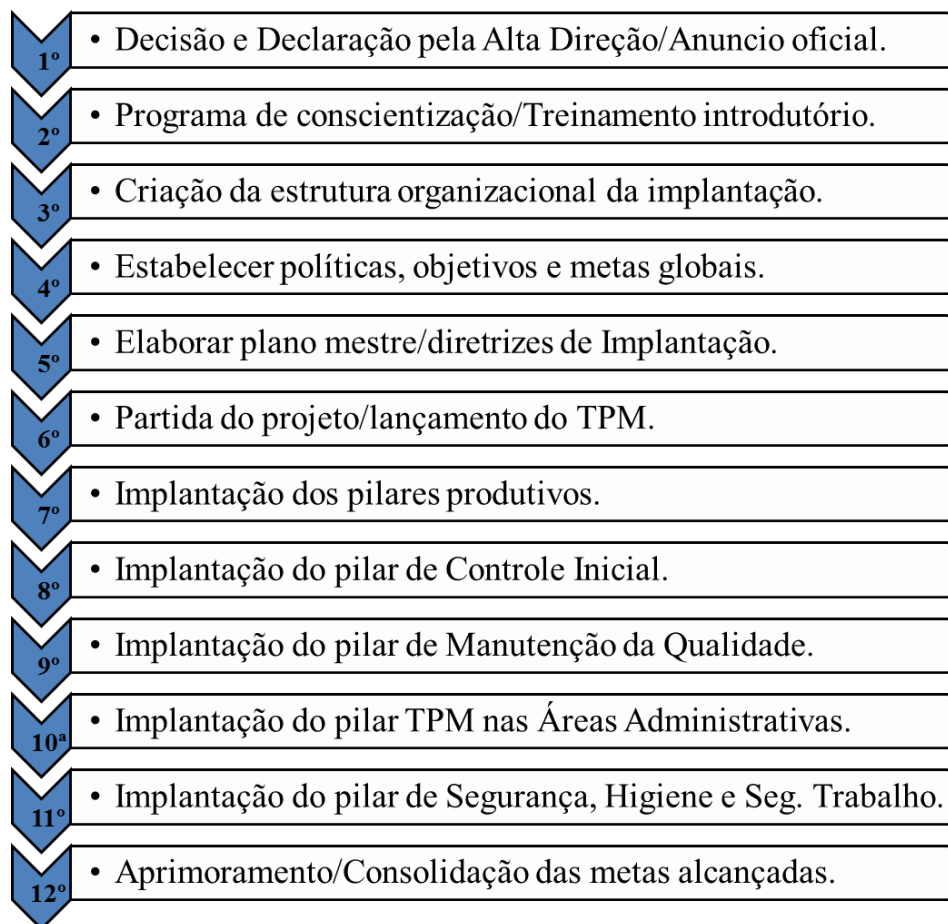 1º • Decisão e Declaração pela Alta Direção/Anuncio oficial.
2º • Programa de conscientização/Treinamento introdutório.
3º • Criação da estrutura organizacional da implantação.
4º • Estabelecer políticas, objetivos e metas globais.
5º • Elaborar plano mestre/diretrizes de Implantação.
6º • Partida do projeto/lançamento do TPM.
7º • Implantação dos pilares produtivos.
8º • Implantação do pilar de Controle Inicial.
9º • Implantação do pilar de Manutenção da Qualidade.
10ª • Implantação do pilar TPM nas Áreas Administrativas.
11º • Implantação do pilar de Segurança, Higiene e Seg. Trabalho.
12º • Aprimoramento/Consolidação das metas alcançadas.